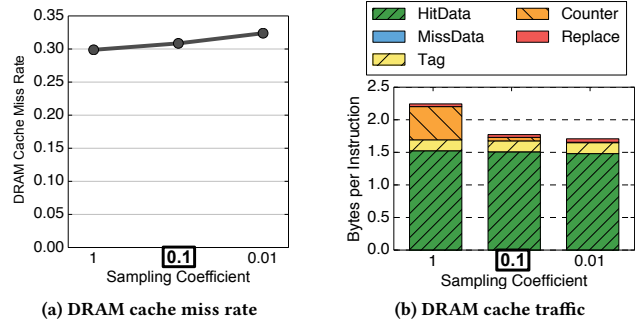 0.35
0.30
0.25
0.20
0.15
0.10
0.05
0.00
DRAM Cache Miss Rate
1
0.1
0.01
Sampling Coefficient
(a) DRAM cache miss rate
HitData
Counter
MissData
Replace
Tag
2.5
2.0
1.5
1.0
0.5
0.0
Bytes per Instruction
1
0.1
0.01
Sampling Coefficient
(b) DRAM cache traffic